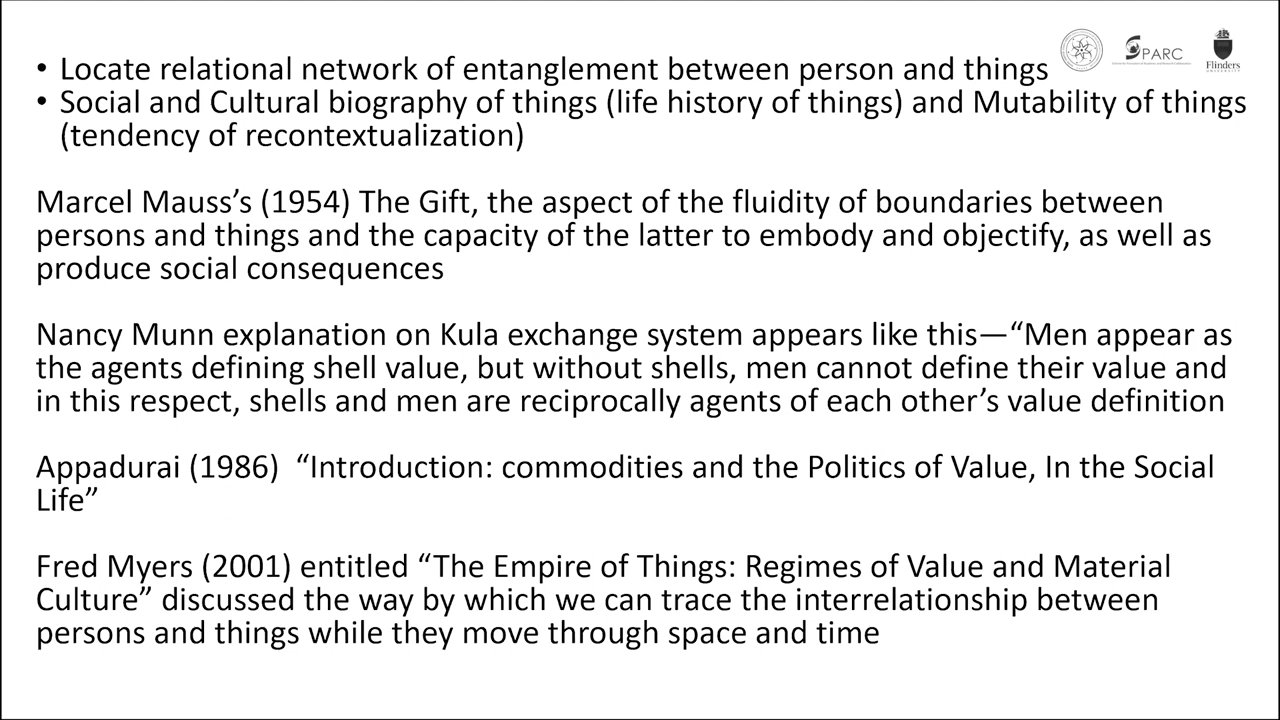 • Locate relational network of entanglement between person and things
SPARC
Flinders
UNIVERSITY
• Social and Cultural biography of things (life history of things) and Mutability of things
(tendency of recontextualization)
Marcel Mauss’s (1954) The Gift, the aspect of the fluidity of boundaries between
persons and things and the capacity of the latter to embody and objectify, as well as
produce social consequences
Nancy Munn explanation on Kula exchange system appears like this—“Men appear as
the agents defining shell value, but without shells, men cannot define their value and
in this respect, shells and men are reciprocally agents of each other’s value definition
Appadurai (1986)  “Introduction: commodities and the Politics of Value, In the Social
Life”
Fred Myers (2001) entitled “The Empire of Things: Regimes of Value and Material
Culture” discussed the way by which we can trace the interrelationship between
persons and things while they move through space and time